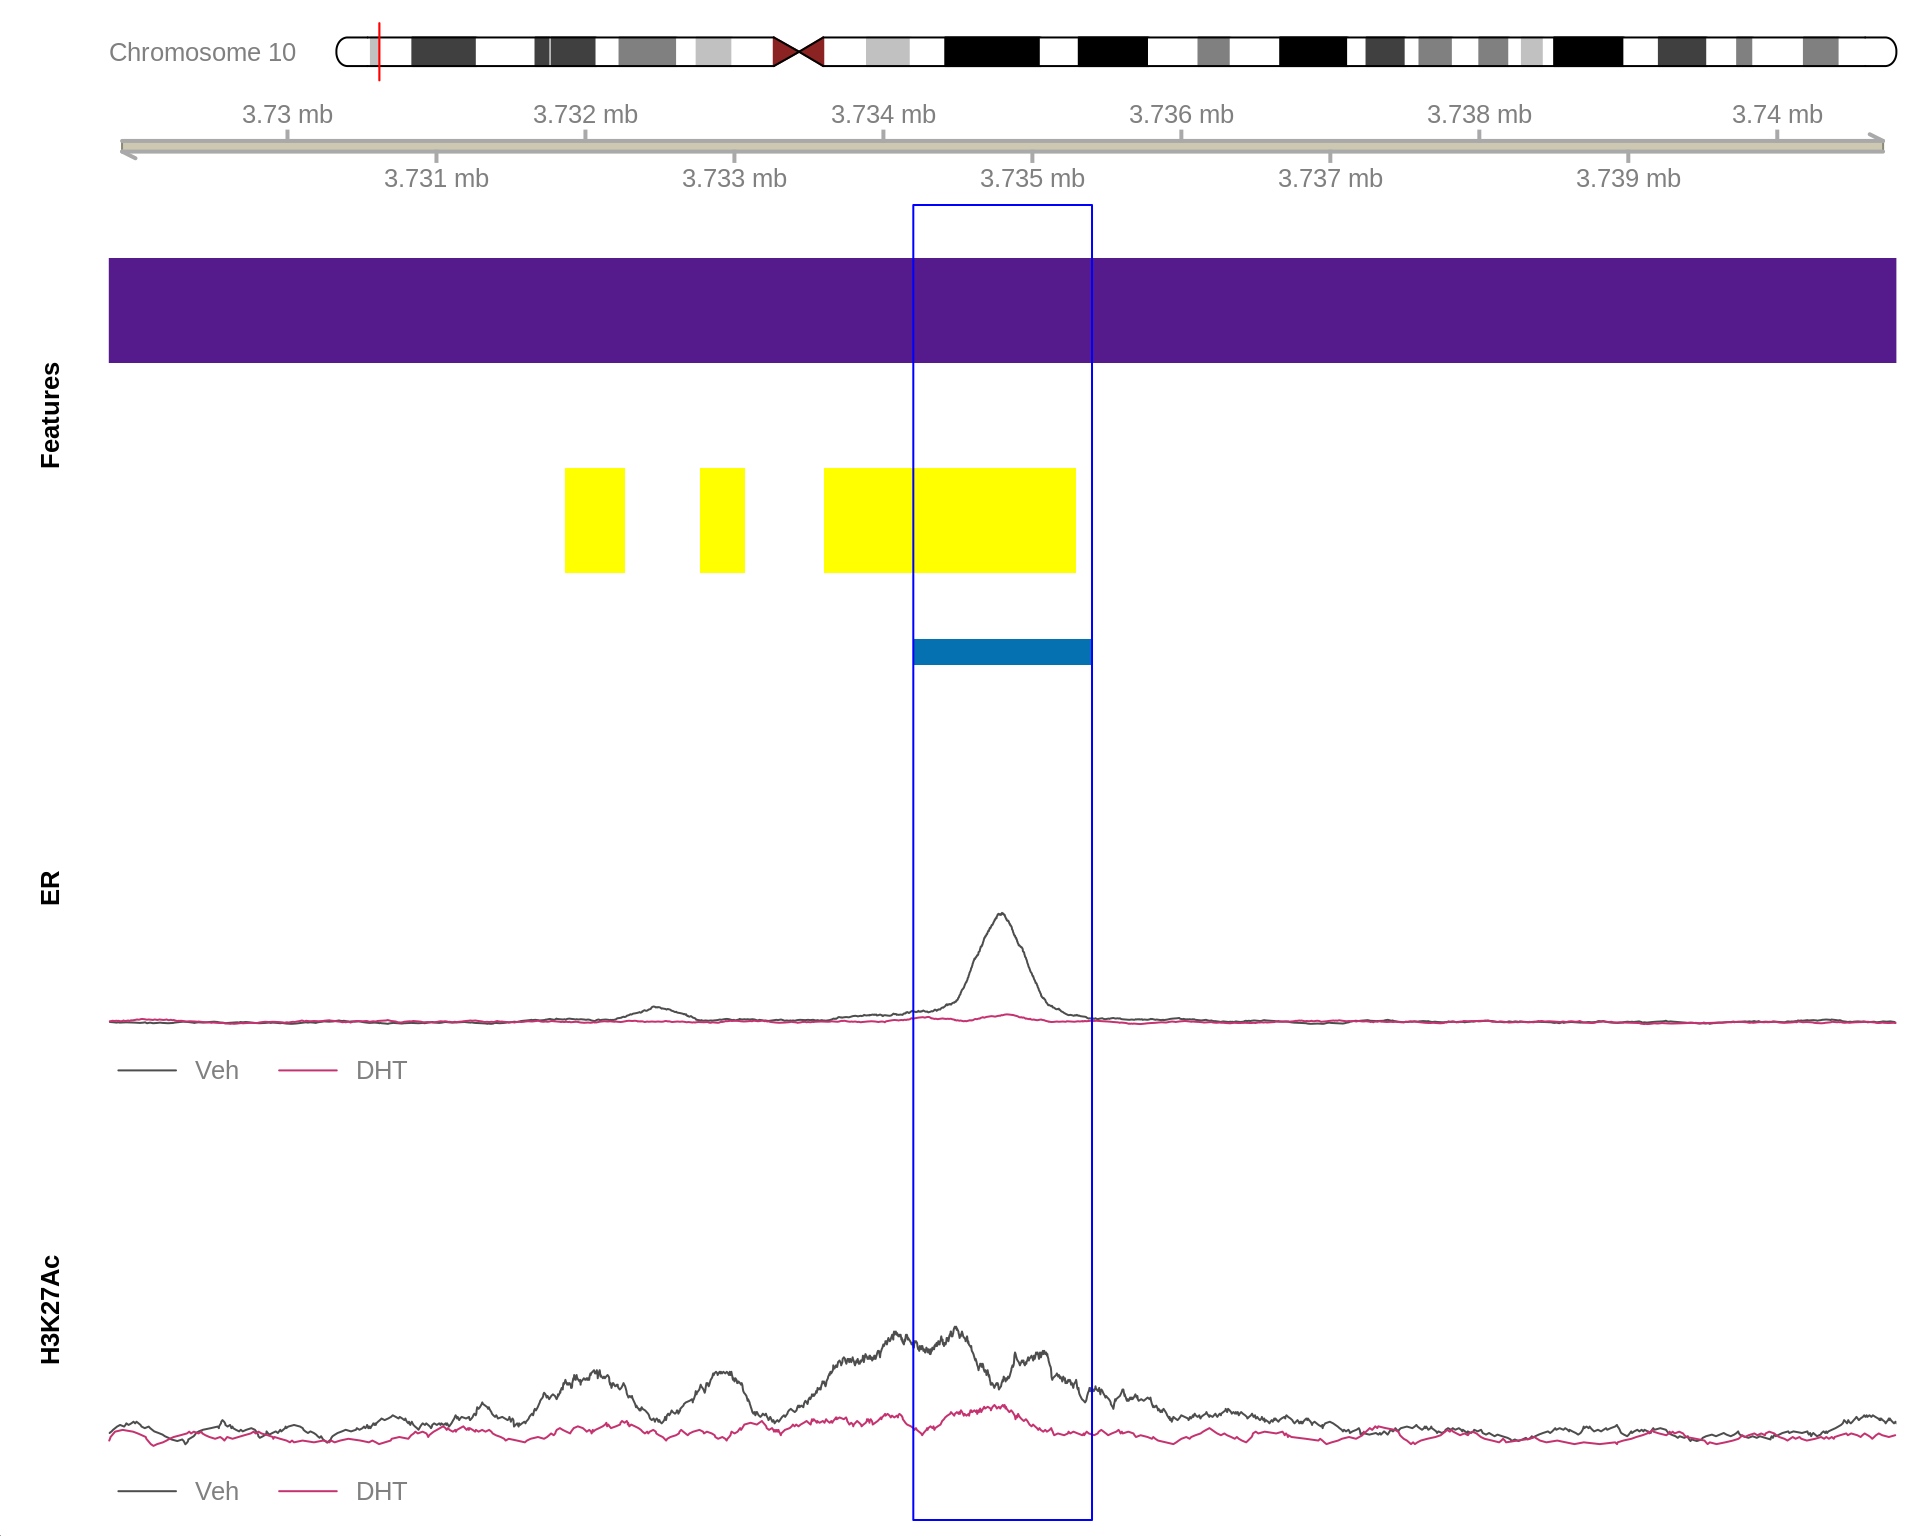 Chromosome 10
3.73 mb 3.732 mb 3.734 mb 3.736 mb 3.738 mb 3.74 mb
3.731 mb 3.733 mb 3.735 mb 3.737 mb 3.739 mb
Features
ER
Veh DHT
H3K27Ac
Veh DHT